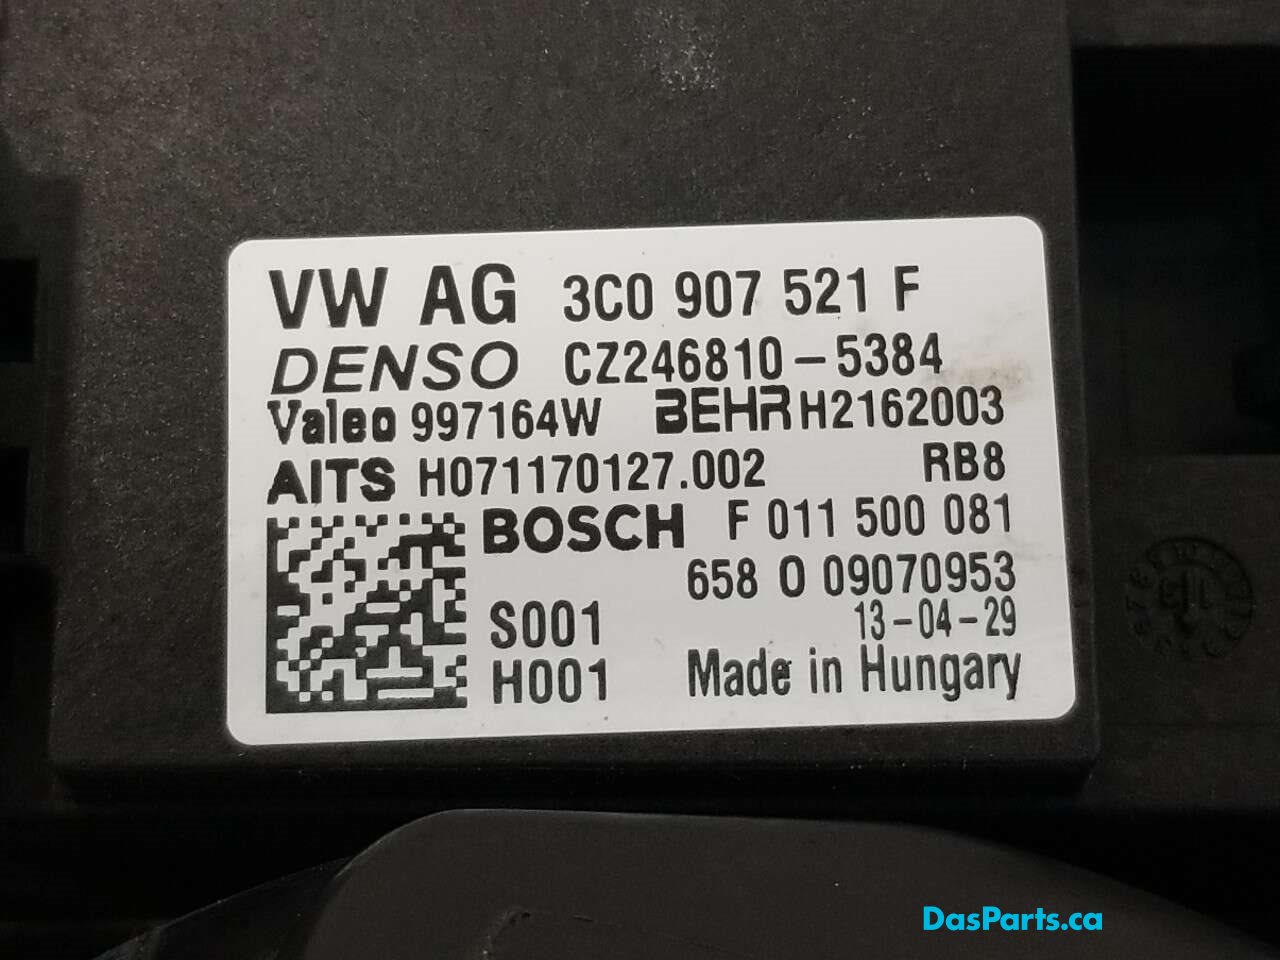 VW AG 3C0 907 521 F
DENSO CZ246810-5384
Valeo 997164W BEHR H2162003
AITS H071170127.002 RB8
BOSCH F 011 500 081
658 0 09070953
S001 13-04-29
H001 Made in Hungary
DasParts.ca